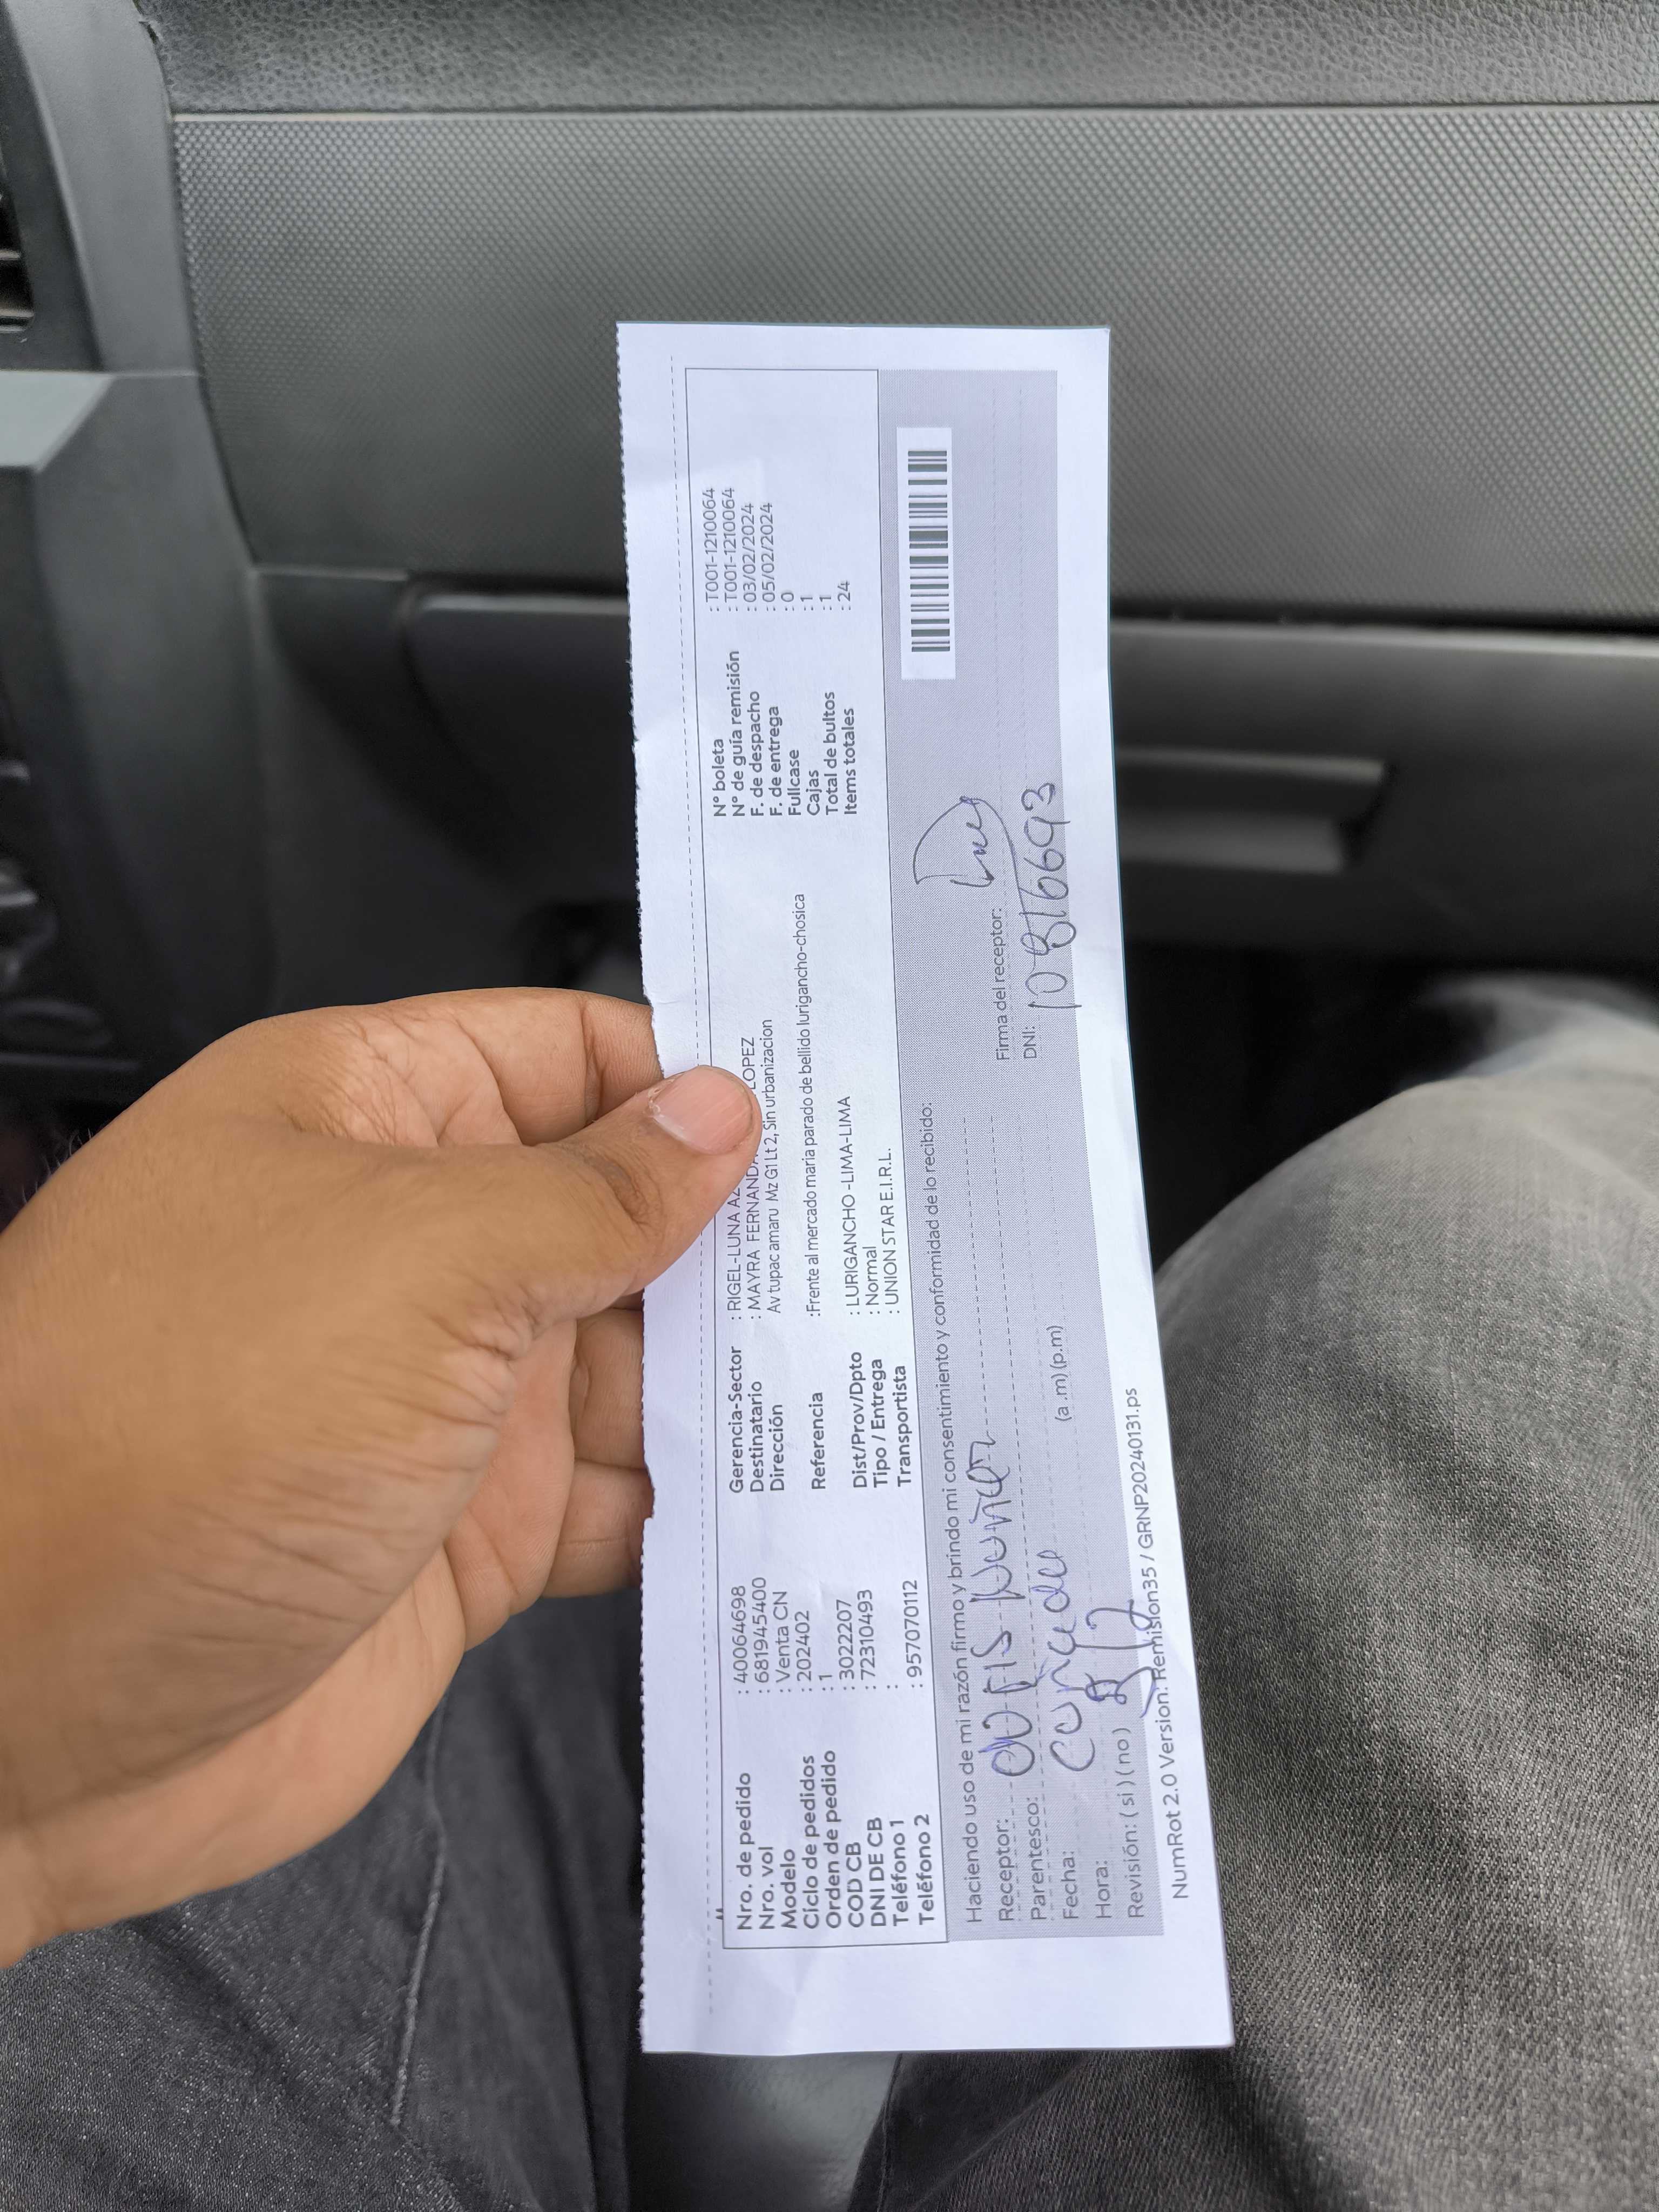 Nro. de pedido : 40064698
Nro. vol : 681945400
Modelo : Venta CN
Ciclo de pedidos : 202402
Orden de pedido : 1
COD CB : 3022207
DNI DE CB : 72310493
Teléfono 1 :
Teléfono 2 : 957070112
Gerencia-Sector : RIGEL-LUNA
Destinatario : MAYRA LOPEZ
Dirección Av tupac amaru Mz G1 Lt 2, Sin urbanizacion
Referencia :Frente al mercado maria parado de bellido lurigancho-chosica
Dist/Prov/Dpto : LURIGANCHO -LIMA-LIMA
Tipo / Entrega : Normal
Transportista : UNION STAR E.I.R.L.
N° boleta : T001-1210064
N° de guía remisión : T001-1210064
F. de despacho : 03/02/2024
F. de entrega : 05/02/2024
Fullcase : 0
Cajas : 1
Total de bultos : 1
Items totales : 24
Haciendo uso de mi razón firmo y brindo mi consentimiento y conformidad de lo recibido:
Receptor: Doris Nuñez
Parentesco: cuñada
Fecha:
Hora: (a .m) (p.m)
Revisión: ( si ) ( no )
Firma del receptor:
DNI: 10816693
NumRot 2.0 Version: Remision35 / GRNP20240131.ps